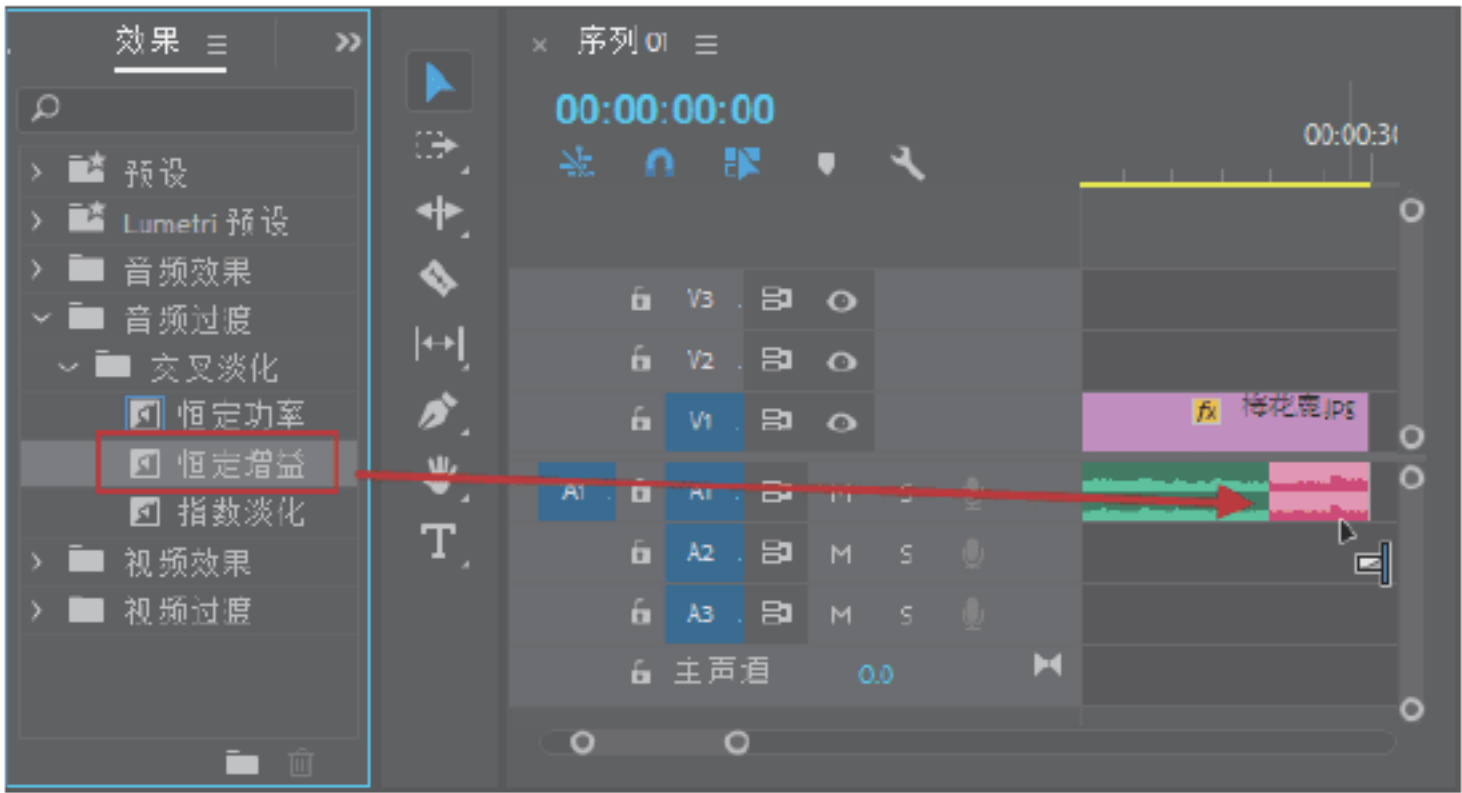 效果
预设
Lumetri 预设
音频效果
音频过渡
交叉淡化
恒定功率
恒定增益
指数淡化
视频效果
视频过渡
T
× 序列 01
00:00:00:00
00:00:30
V3
V2
V1
fx 梅花鹿.jpg
A1 A1 M S
A2 M S
A3 M S
主声道 0.0